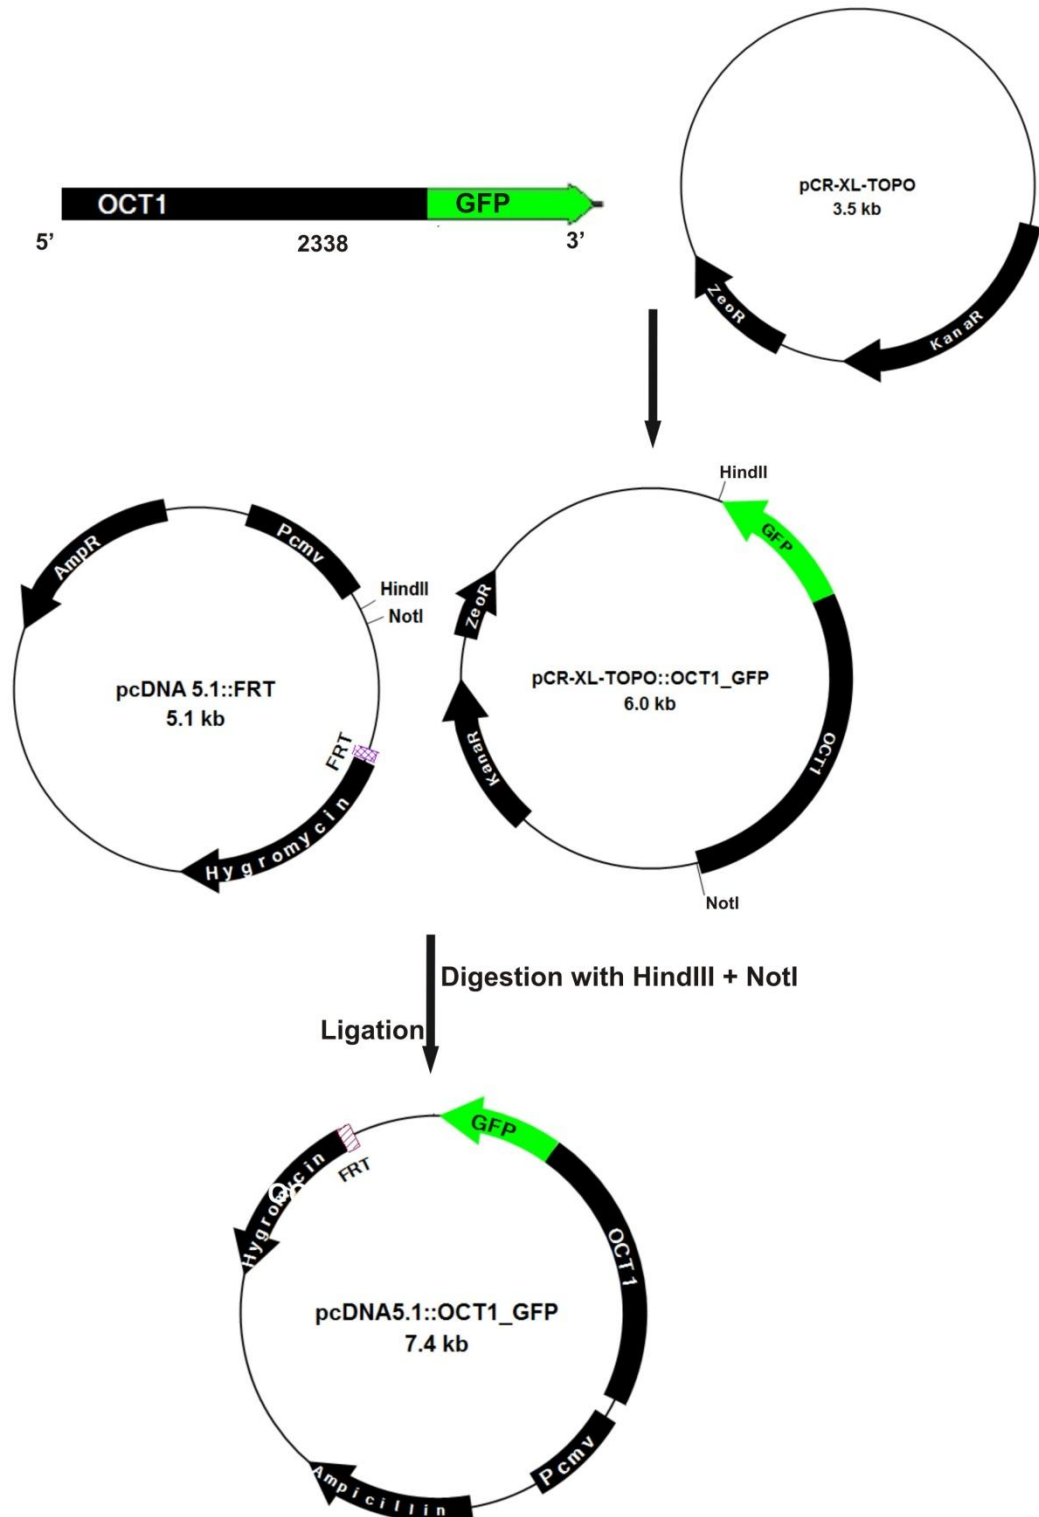 OCT1
GFP
5'
2338
3'
pCR-XL-TOPO
3.5 kb
ZeoR
KanaR
HindII
GFP
OCT1
NotI
KanaR
ZeoR
pCR-XL-TOPO::OCT1_GFP
6.0 kb
AmpR
Pcmv
HindII
NotI
pcDNA 5.1::FRT
5.1 kb
FRT
Hygromycin
Digestion with HindIII + NotI
Ligation
GFP
OCT1
Pcmv
Ampicillin
Hygromycin
FRT
pcDNA5.1::OCT1_GFP
7.4 kb